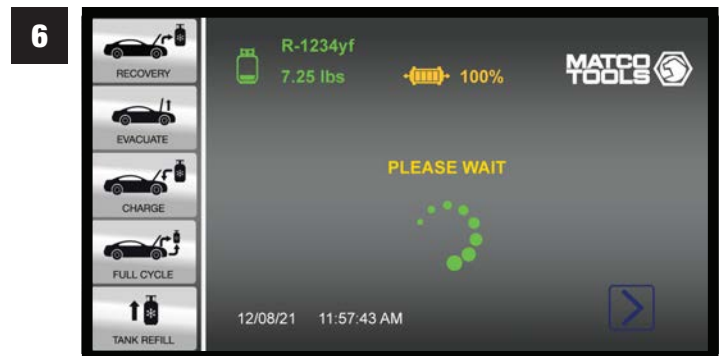 6
RECOVERY
EVACUATE
CHARGE
FULL CYCLE
TANK REFILL
R-1234yf
7.25 lbs
100%
MATCO
TOOLS
PLEASE WAIT
12/08/21 11:57:43 AM